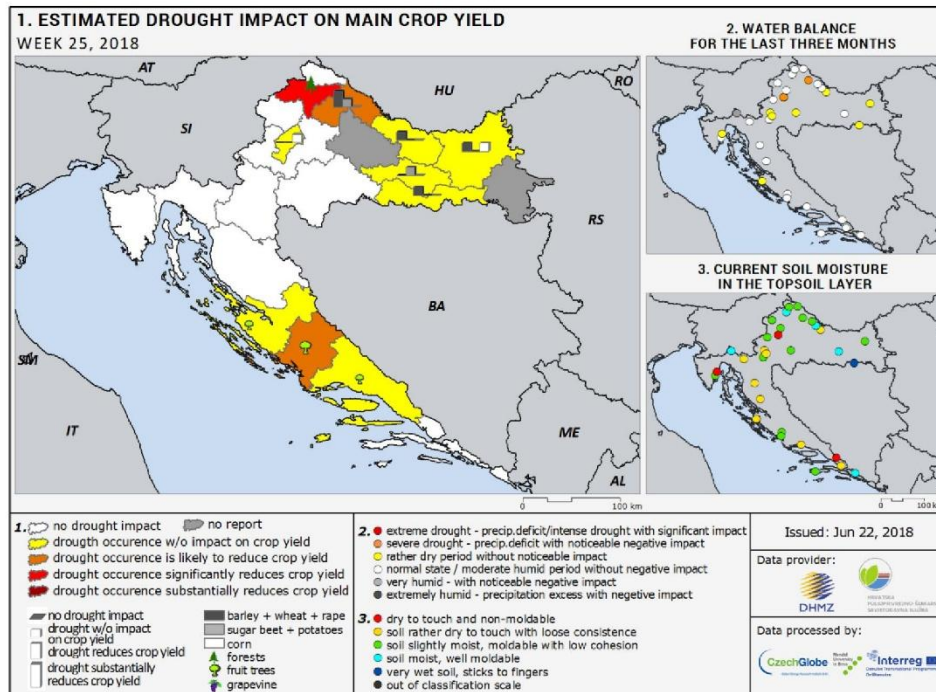 1. ESTIMATED DROUGHT IMPACT ON MAIN CROP YIELD
WEEK 25, 2018
AT
HU
RO
SI
RS
BA
IT
ME
AL
100 km
2. WATER BALANCE
FOR THE LAST THREE MONTHS
100 km
3. CURRENT SOIL MOISTURE
IN THE TOPSOIL LAYER
100 km
1. no drought impact
no report
drougth occurence w/o impact on crop yield
drought occurence is likely to reduce crop yield
drought occurence significantly reduces crop yield
drought occurence substantially reduces crop yield
no drought impact
drought w/o impact
on crop yield
drought reduces crop yield
drought substantially
reduces crop yield
barley + wheat + rape
sugar beet + potatoes
corn
forests
fruit trees
grapevine
2. extreme drought - precip.deficit/intense drought with significant impact
severe drought - precip.deficit with noticeable negative impact
rather dry period without noticeable impact
normal state / moderate humid period without negative impact
very humid - with noticeable negative impact
extremely humid - precipitation excess with negative impact
3. dry to touch and non-moldable
soil rather dry to touch with loose consistence
soil slightly moist, moldable with low cohesion
soil moist, well moldable
very wet soil, sticks to fingers
out of classification scale
Issued: Jun 22, 2018
Data provider:
DHMZ
Data processed by:
CzechGlobe
Mendel
University
in Brno
Interreg